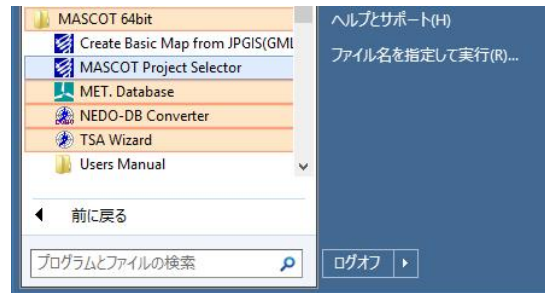 MASCOT 64bit
Create Basic Map from JPGIS(GML
MASCOT Project Selector
MET. Database
NEDO-DB Converter
TSA Wizard
Users Manual
前に戻る
プログラムとファイルの検索
ヘルプとサポート(H)
ファイル名を指定して実行(R)...
ログオフ